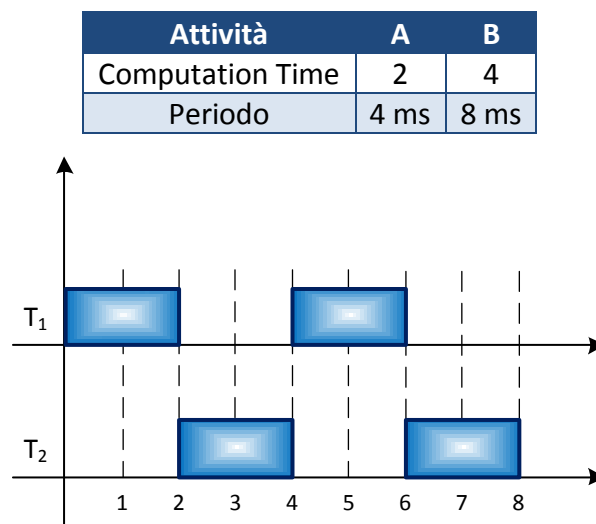 Attività A B
Computation Time 2 4
Periodo 4 ms 8 ms
T₁
T₂
1 2 3 4 5 6 7 8